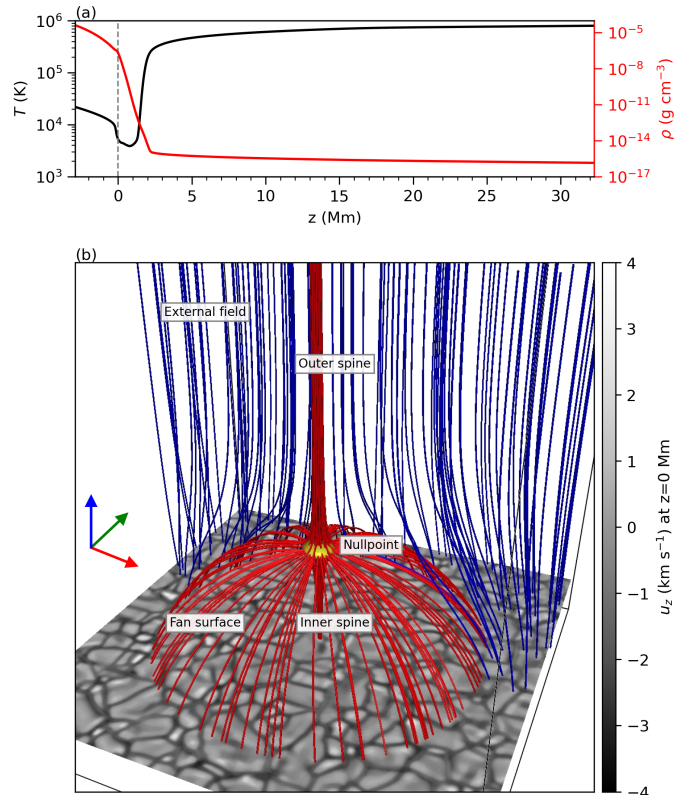 (a)
10^6
10^5
10^4
10^3
T (K)
10^-5
10^-8
10^-11
10^-14
10^-17
ρ (g cm^-3)
0 5 10 15 20 25 30
z (Mm)
(b)
External field
Outer spine
Nullpoint
Fan surface
Inner spine
4
3
2
1
0
−1
−2
−3
−4
u_z (km s^-1) at z=0 Mm